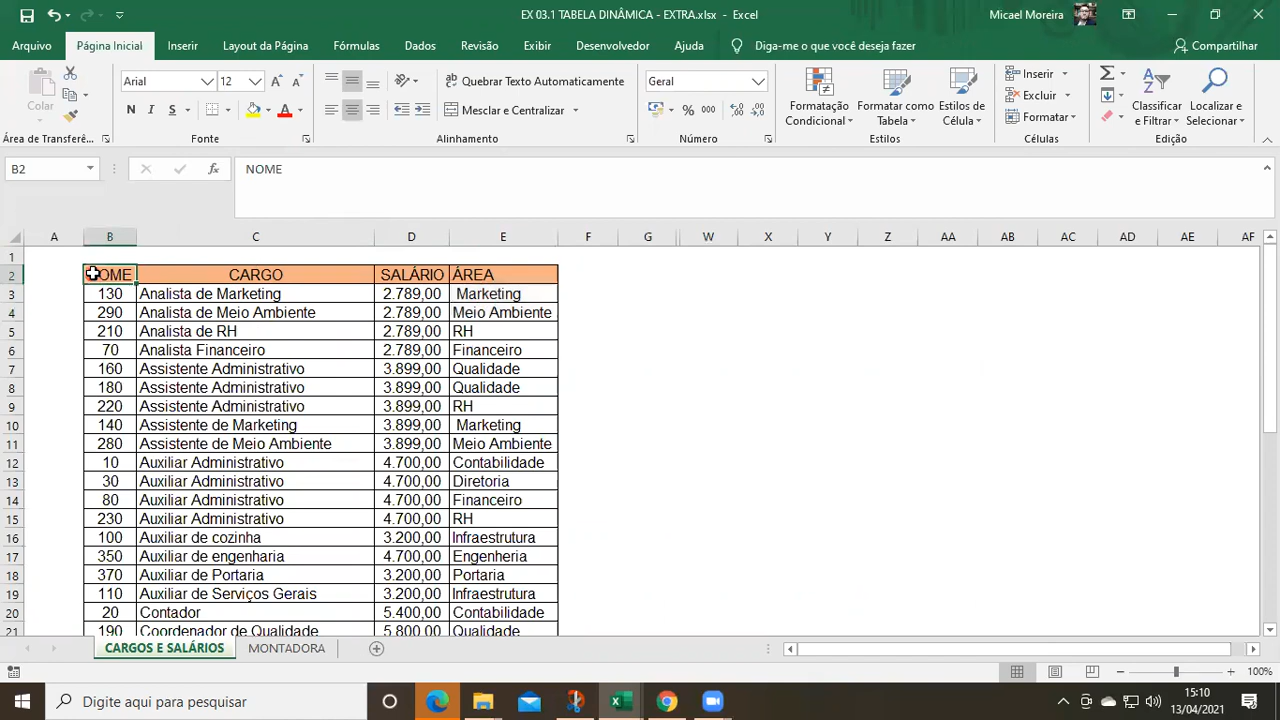 EX 03.1 TABELA DINÂMICA - EXTRA.xlsx - Excel
Micael Moreira
Arquivo Página Inicial Inserir Layout da Página Fórmulas Dados Revisão Exibir Desenvolvedor Ajuda Diga-me o que você deseja fazer Compartilhar
Colar
Arial 12
N I S
Quebrar Texto Automaticamente
Mesclar e Centralizar
Geral
% 000
Formatação Condicional
Formatar como Tabela
Estilos de Célula
Inserir
Excluir
Formatar
Classificar e Filtrar
Localizar e Selecionar
Área de Transferê... Fonte Alinhamento Número Estilos Células Edição
B2 fx NOME
A B C D E F G W X Y Z AA AB AC AD AE AF
1
2 NOME CARGO SALÁRIO ÁREA
3 130 Analista de Marketing 2.789,00 Marketing
4 290 Analista de Meio Ambiente 2.789,00 Meio Ambiente
5 210 Analista de RH 2.789,00 RH
6 70 Analista Financeiro 2.789,00 Financeiro
7 160 Assistente Administrativo 3.899,00 Qualidade
8 180 Assistente Administrativo 3.899,00 Qualidade
9 220 Assistente Administrativo 3.899,00 RH
10 140 Assistente de Marketing 3.899,00 Marketing
11 280 Assistente de Meio Ambiente 3.899,00 Meio Ambiente
12 10 Auxiliar Administrativo 4.700,00 Contabilidade
13 30 Auxiliar Administrativo 4.700,00 Diretoria
14 80 Auxiliar Administrativo 4.700,00 Financeiro
15 230 Auxiliar Administrativo 4.700,00 RH
16 100 Auxiliar de cozinha 3.200,00 Infraestrutura
17 350 Auxiliar de engenharia 4.700,00 Engenheria
18 370 Auxiliar de Portaria 3.200,00 Portaria
19 110 Auxiliar de Serviços Gerais 3.200,00 Infraestrutura
20 20 Contador 5.400,00 Contabilidade
21 190 Coordenador de Qualidade 5.800,00 Qualidade
CARGOS E SALÁRIOS MONTADORA
100%
Digite aqui para pesquisar
15:10
13/04/2021